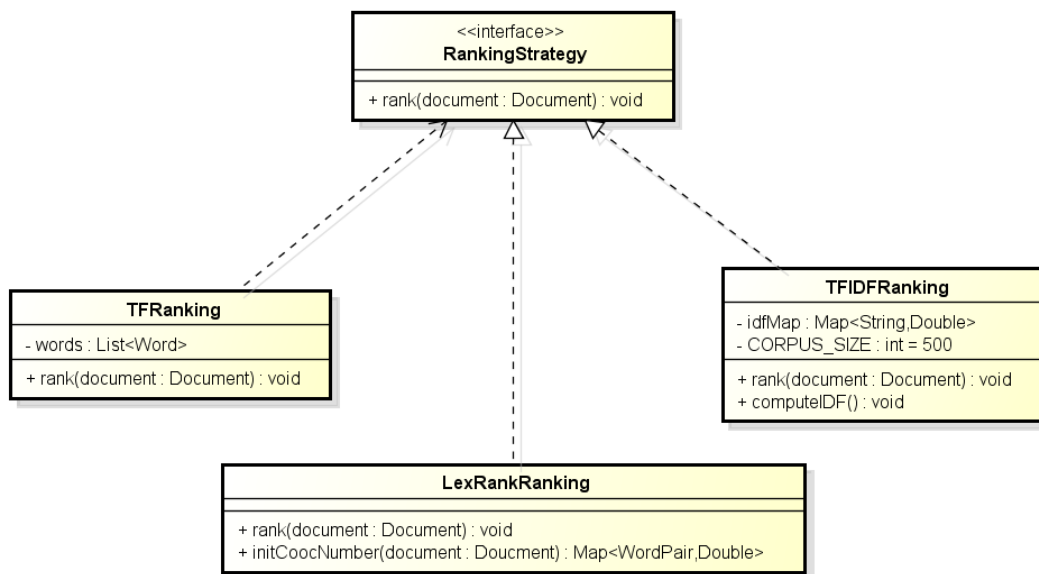 <<interface>>
RankingStrategy
+ rank(document : Document) : void
TFRanking
- words : List<Word>
+ rank(document : Document) : void
TFIDFRanking
- idfMap : Map<String,Double>
- CORPUS_SIZE : int = 500
+ rank(document : Document) : void
+ computeIDF() : void
LexRankRanking
+ rank(document : Document) : void
+ initCoocNumber(document : Doucment) : Map<WordPair,Double>